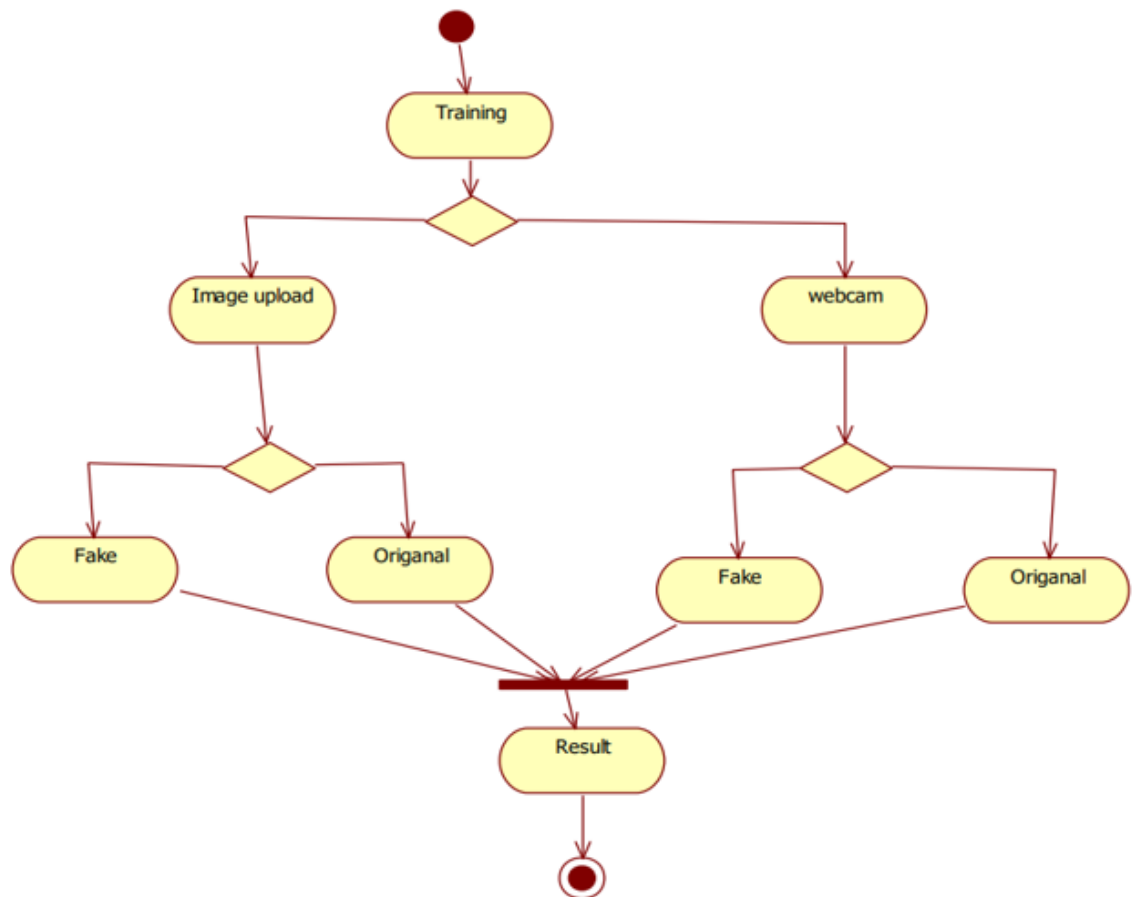 Training
Image upload
webcam
Fake
Origanal
Fake
Origanal
Result